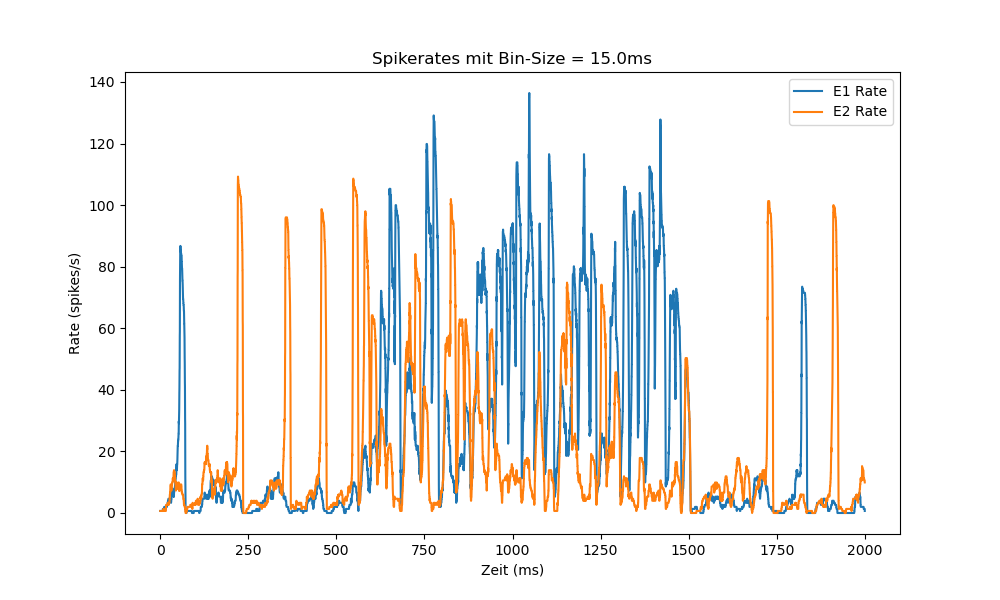 Spikerates mit Bin-Size = 15.0ms
E1 Rate
E2 Rate
Rate (spikes/s)
140
120
100
80
60
40
20
0
0 250 500 750 1000 1250 1500 1750 2000
Zeit (ms)